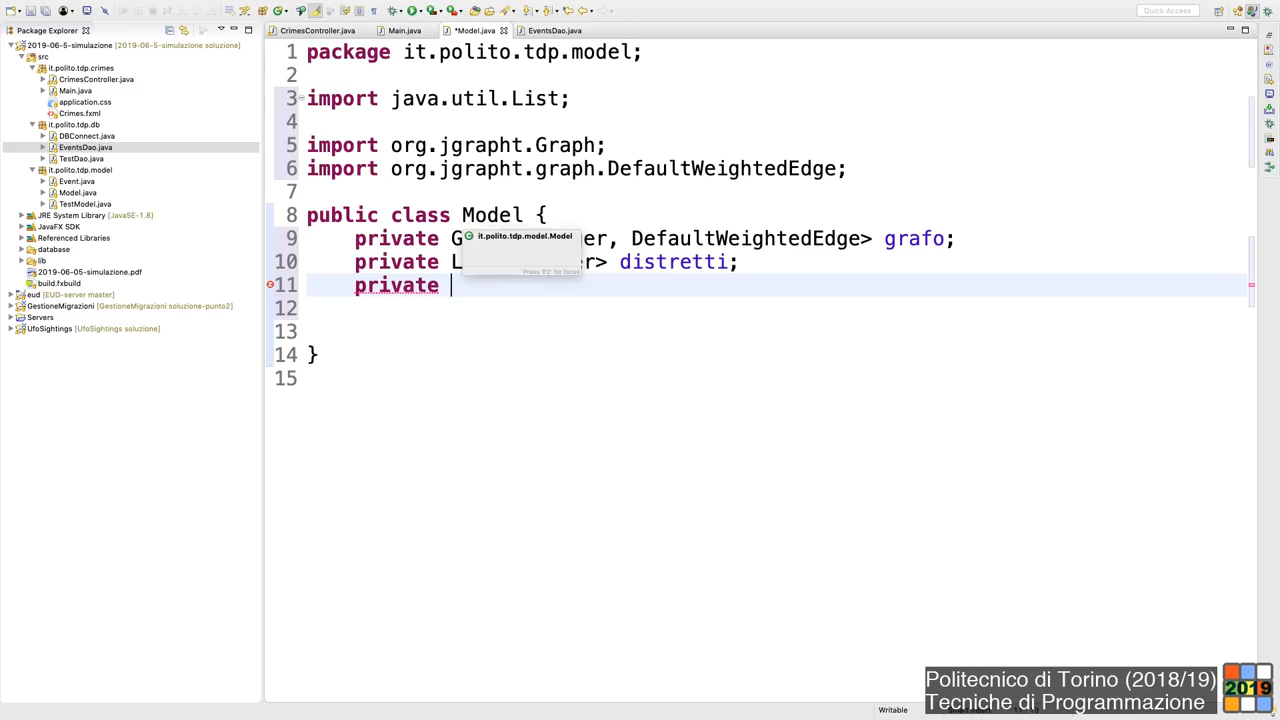 Quick Access
Package Explorer
CrimesController.java
Main.java
*Model.java
EventsDao.java
2019-06-5-simulazione [2019-06-05-simulazione soluzione]
src
it.polito.tdp.crimes
CrimesController.java
Main.java
application.css
Crimes.fxml
it.polito.tdp.db
DBConnect.java
EventsDao.java
TestDao.java
it.polito.tdp.model
Event.java
Model.java
TestModel.java
JRE System Library [JavaSE-1.8]
JavaFX SDK
Referenced Libraries
database
lib
2019-06-05-simulazione.pdf
build.fxbuild
eud [EUD-server master]
GestioneMigrazioni [GestioneMigrazioni soluzione-punto2]
Servers
UfoSightings [UfoSightings soluzione]
1 package it.polito.tdp.model;
2
3 import java.util.List;
4
5 import org.jgrapht.Graph;
6 import org.jgrapht.graph.DefaultWeightedEdge;
7
8 public class Model {
9 private G er, DefaultWeightedEdge> grafo;
it.polito.tdp.model.Model
10 private L r> distretti;
Press 'F2' for focus
11 private
12
13
14 }
15
Politecnico di Torino (2018/19)
Tecniche di Programmazione
2019
Writable